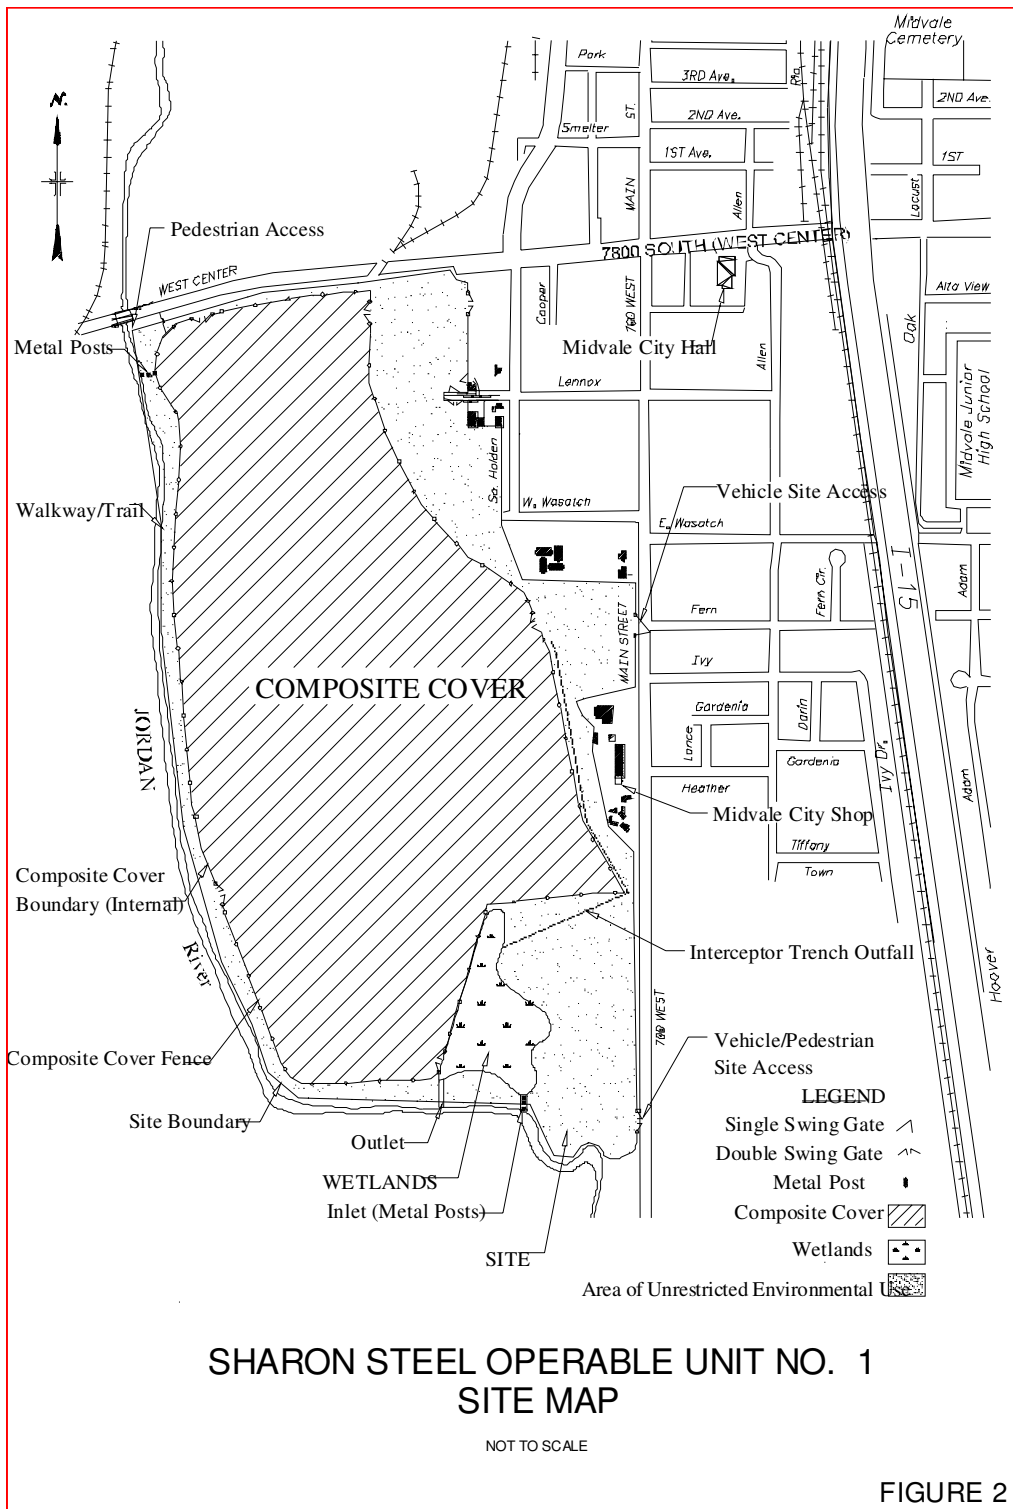 Midvale
Cemetery
Park
3RD Ave.
Rio
2ND Ave.
2ND Ave.
ST.
Smelter
1ST Ave.
1ST
N.
MAIN
Allen
Locust
Pedestrian Access
7800 SOUTH (WEST CENTER)
WEST CENTER
Cooper
700 WEST
Alta View
Oak
Metal Posts
Midvale City Hall
Allen
Lennox
Midvale Junior
High School
So. Holden
Vehicle Site Access
W. Wasatch
E. Wasatch
Walkway/Trail
I-15
Adam
Fern Cir.
Fern
MAIN STREET
Ivy
COMPOSITE COVER
Gardenia
Darin
JORDAN
Lance
Gardenia
Ivy Dr.
Adam
Heather
Midvale City Shop
Tiffany
Town
Composite Cover
Boundary (Internal)
River
Interceptor Trench Outfall
Hoover
700 WEST
Vehicle/Pedestrian
Site Access
Composite Cover Fence
LEGEND
Site Boundary
Single Swing Gate
Outlet
Double Swing Gate
WETLANDS
Metal Post
Inlet (Metal Posts)
Composite Cover
SITE
Wetlands
Area of Unrestricted Environmental Use
SHARON STEEL OPERABLE UNIT NO. 1
SITE MAP
NOT TO SCALE
FIGURE 2